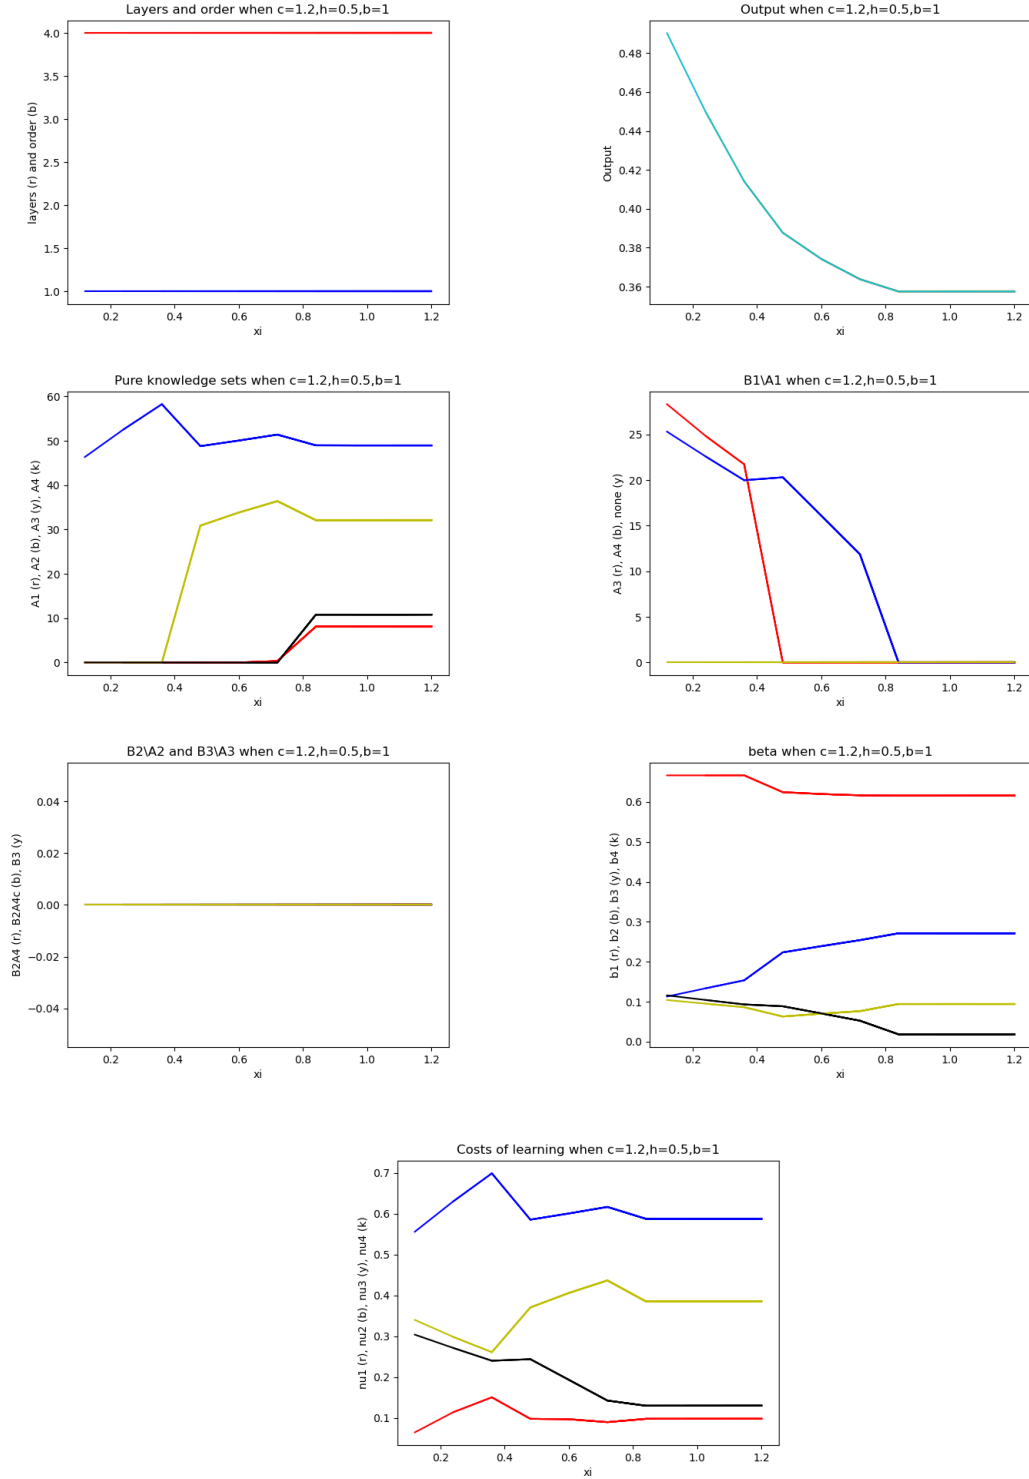 Layers and order when c=1.2,h=0.5,b=1
layers (r) and order (b)
4.0
3.5
3.0
2.5
2.0
1.5
1.0
0.2 0.4 0.6 0.8 1.0 1.2
xi
Output when c=1.2,h=0.5,b=1
Output
0.48
0.46
0.44
0.42
0.40
0.38
0.36
0.2 0.4 0.6 0.8 1.0 1.2
xi
Pure knowledge sets when c=1.2,h=0.5,b=1
A1 (r), A2 (b), A3 (y), A4 (k)
60
50
40
30
20
10
0
0.2 0.4 0.6 0.8 1.0 1.2
xi
B1\A1 when c=1.2,h=0.5,b=1
A3 (r), A4 (b), none (y)
25
20
15
10
5
0
0.2 0.4 0.6 0.8 1.0 1.2
xi
B2\A2 and B3\A3 when c=1.2,h=0.5,b=1
B2A4 (r), B2A4c (b), B3 (y)
0.04
0.02
0.00
−0.02
−0.04
0.2 0.4 0.6 0.8 1.0 1.2
xi
beta when c=1.2,h=0.5,b=1
b1 (r), b2 (b), b3 (y), b4 (k)
0.6
0.5
0.4
0.3
0.2
0.1
0.0
0.2 0.4 0.6 0.8 1.0 1.2
xi
Costs of learning when c=1.2,h=0.5,b=1
nu1 (r), nu2 (b), nu3 (y), nu4 (k)
0.7
0.6
0.5
0.4
0.3
0.2
0.1
0.2 0.4 0.6 0.8 1.0 1.2
xi